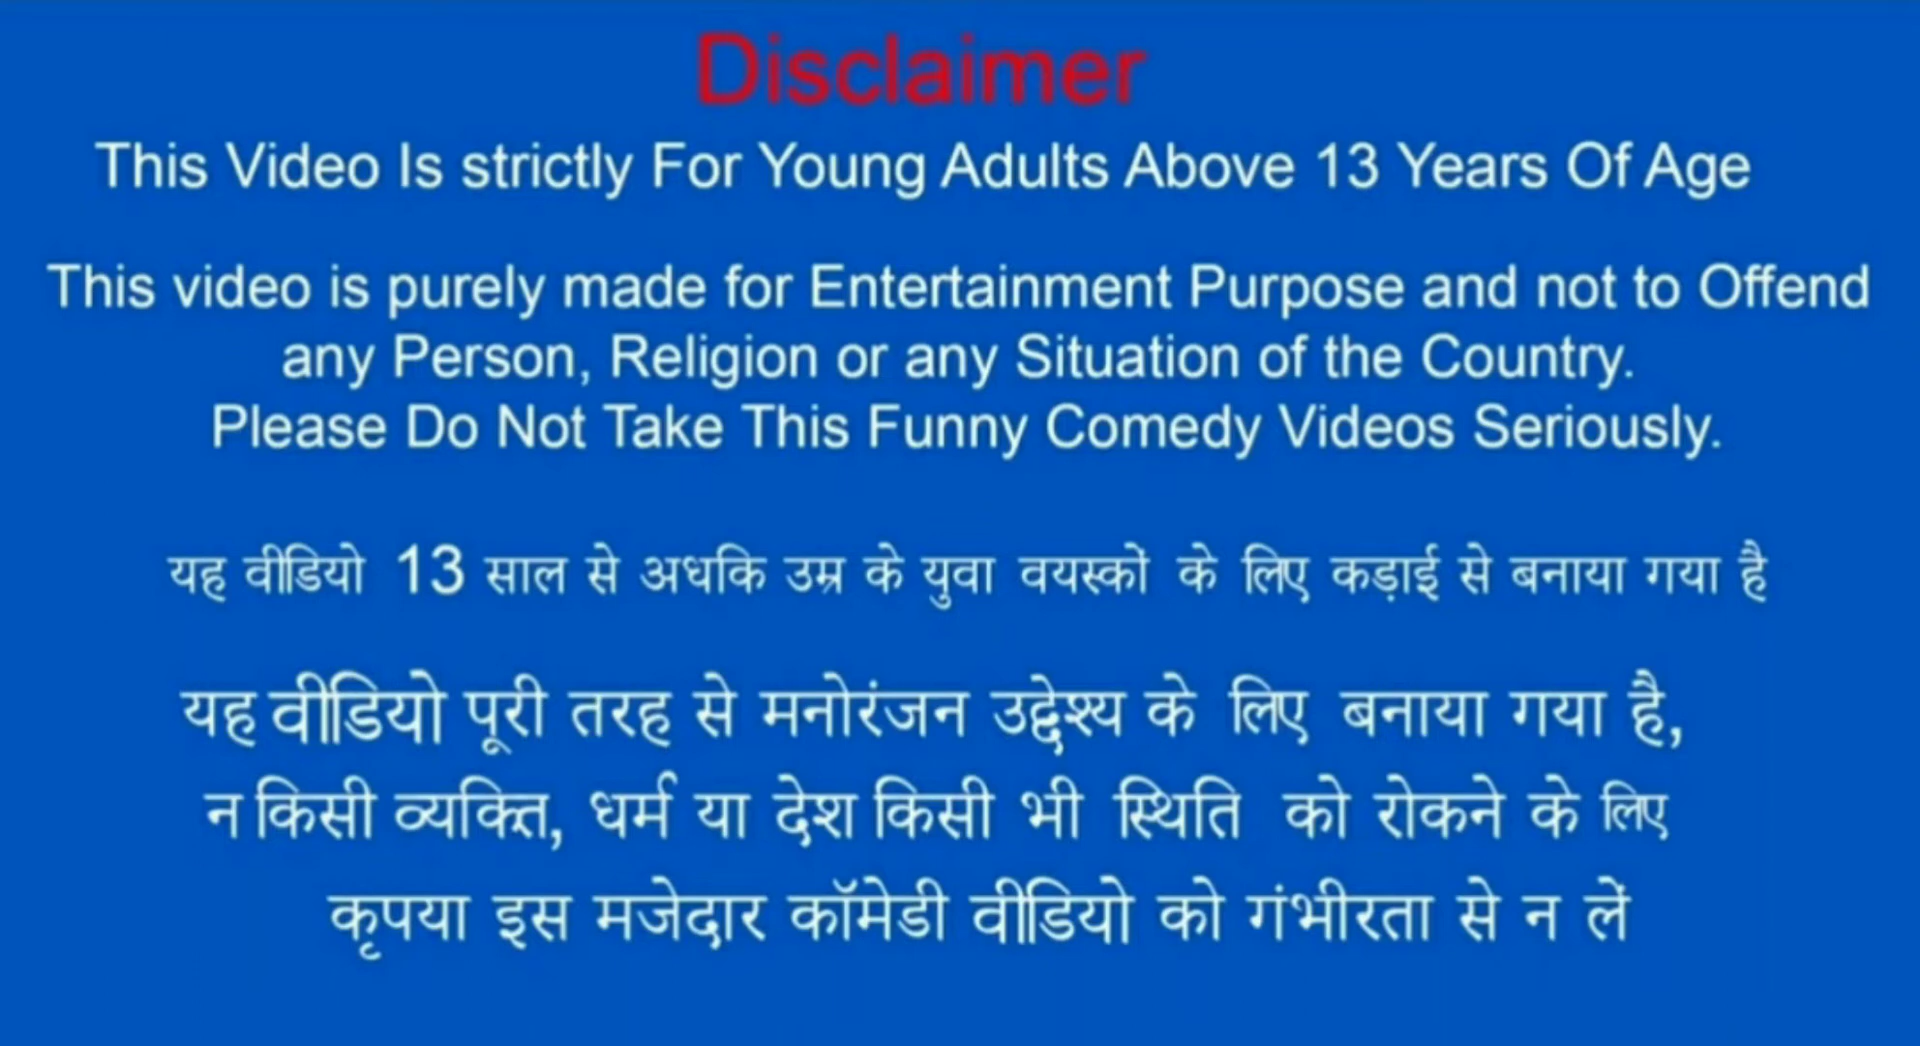 Disclaimer
This Video Is strictly For Young Adults Above 13 Years Of Age
This video is purely made for Entertainment Purpose and not to Offend
any Person, Religion or any Situation of the Country.
Please Do Not Take This Funny Comedy Videos Seriously.
यह वीडियो 13 साल से अधकि उम्र के युवा वयस्कों के लिए कड़ाई से बनाया गया है
यह वीडियो पूरी तरह से मनोरंजन उद्देश्य के लिए बनाया गया है,
न किसी व्यक्ति, धर्म या देश किसी भी स्थिति को रोकने के लिए
कृपया इस मजेदार कॉमेडी वीडियो को गंभीरता से न लें